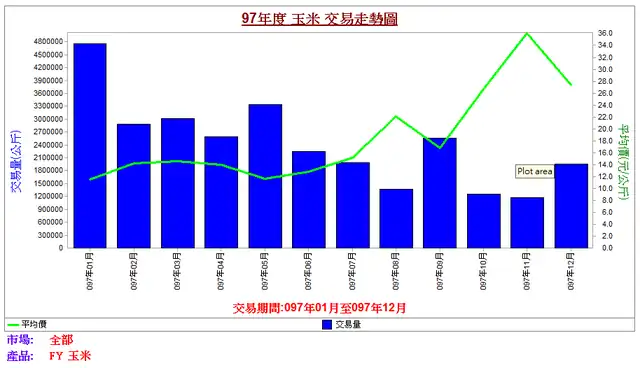 97年度 玉米 交易走勢圖
4800000
4500000
4200000
3900000
3600000
3300000
3000000
2700000
2400000
2100000
1800000
1500000
1200000
900000
600000
300000
0
交易量(公斤)
36.0
34.0
32.0
30.0
28.0
26.0
24.0
22.0
20.0
18.0
16.0
14.0
12.0
10.0
8.0
6.0
4.0
2.0
0.0
平均價(元/公斤)
Plot area
097年01月
097年02月
097年03月
097年04月
097年05月
097年06月
097年07月
097年08月
097年09月
097年10月
097年11月
097年12月
交易期間:097年01月至097年12月
平均價 交易量
市場: 全部
產品: FY 玉米